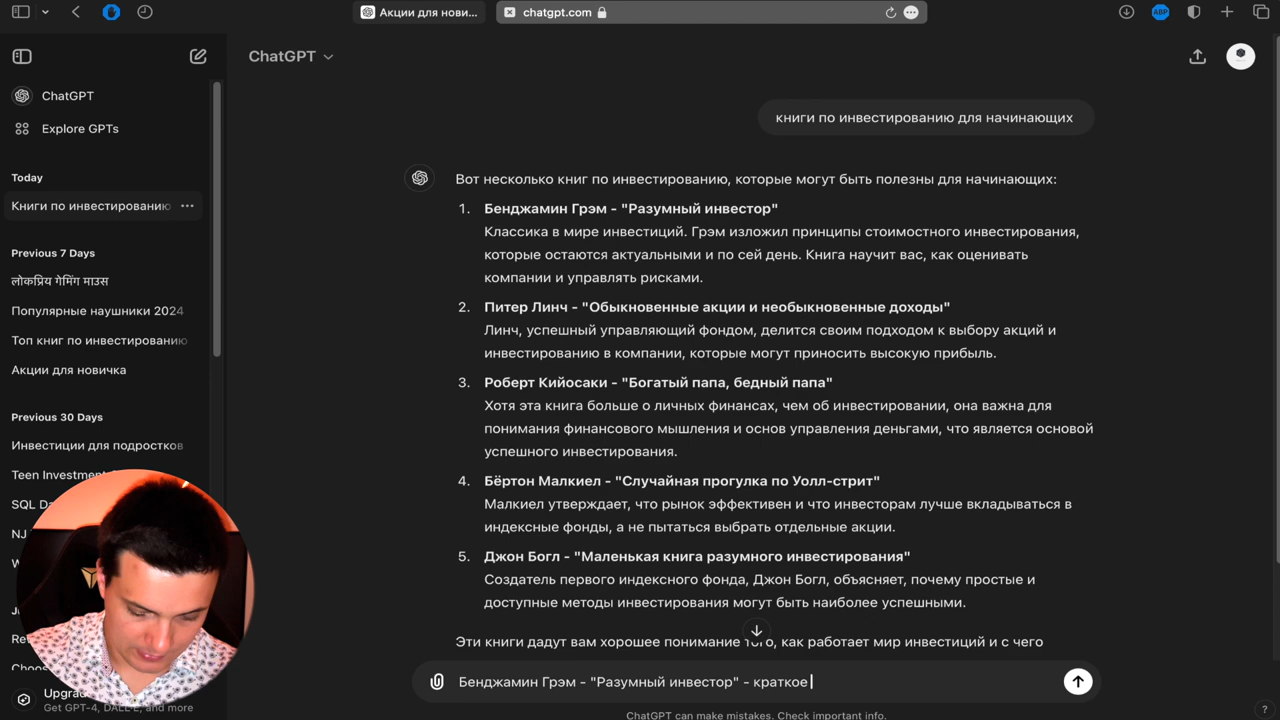 Акции для нови...
chatgpt.com
ABP
ChatGPT
Explore GPTs
Today
Книги по инвестированию
Previous 7 Days
लोकप्रिय गेमिंग माउस
Популярные наушники 2024
Топ книг по инвестированию
Акции для новичка
Previous 30 Days
Инвестиции для подростков
Teen Investment
SQL Da
NJ
W
Re
Choos
Upgrad
Get GPT-4, DALL·E, and more
ChatGPT
книги по инвестированию для начинающих
Вот несколько книг по инвестированию, которые могут быть полезны для начинающих:
1. Бенджамин Грэм - "Разумный инвестор"
Классика в мире инвестиций. Грэм изложил принципы стоимостного инвестирования,
которые остаются актуальными и по сей день. Книга научит вас, как оценивать
компании и управлять рисками.
2. Питер Линч - "Обыкновенные акции и необыкновенные доходы"
Линч, успешный управляющий фондом, делится своим подходом к выбору акций и
инвестированию в компании, которые могут приносить высокую прибыль.
3. Роберт Кийосаки - "Богатый папа, бедный папа"
Хотя эта книга больше о личных финансах, чем об инвестировании, она важна для
понимания финансового мышления и основ управления деньгами, что является основой
успешного инвестирования.
4. Бёртон Малкиел - "Случайная прогулка по Уолл-стрит"
Малкиел утверждает, что рынок эффективен и что инвесторам лучше вкладываться в
индексные фонды, а не пытаться выбрать отдельные акции.
5. Джон Богл - "Маленькая книга разумного инвестирования"
Создатель первого индексного фонда, Джон Богл, объясняет, почему простые и
доступные методы инвестирования могут быть наиболее успешными.
Эти книги дадут вам хорошее понимание того, как работает мир инвестиций и с чего
Бенджамин Грэм - "Разумный инвестор" - краткое
ChatGPT can make mistakes. Check important info.
?